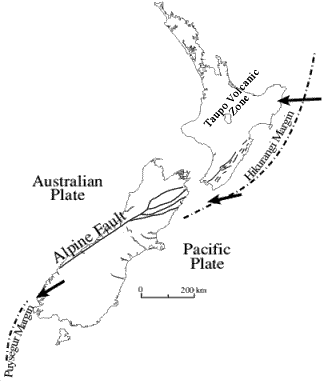 Taupo Volcanic
Zone
Hikurangi Margin
Australian
Plate
Alpine Fault
Pacific
Plate
0 200 km
Puysegur Margin